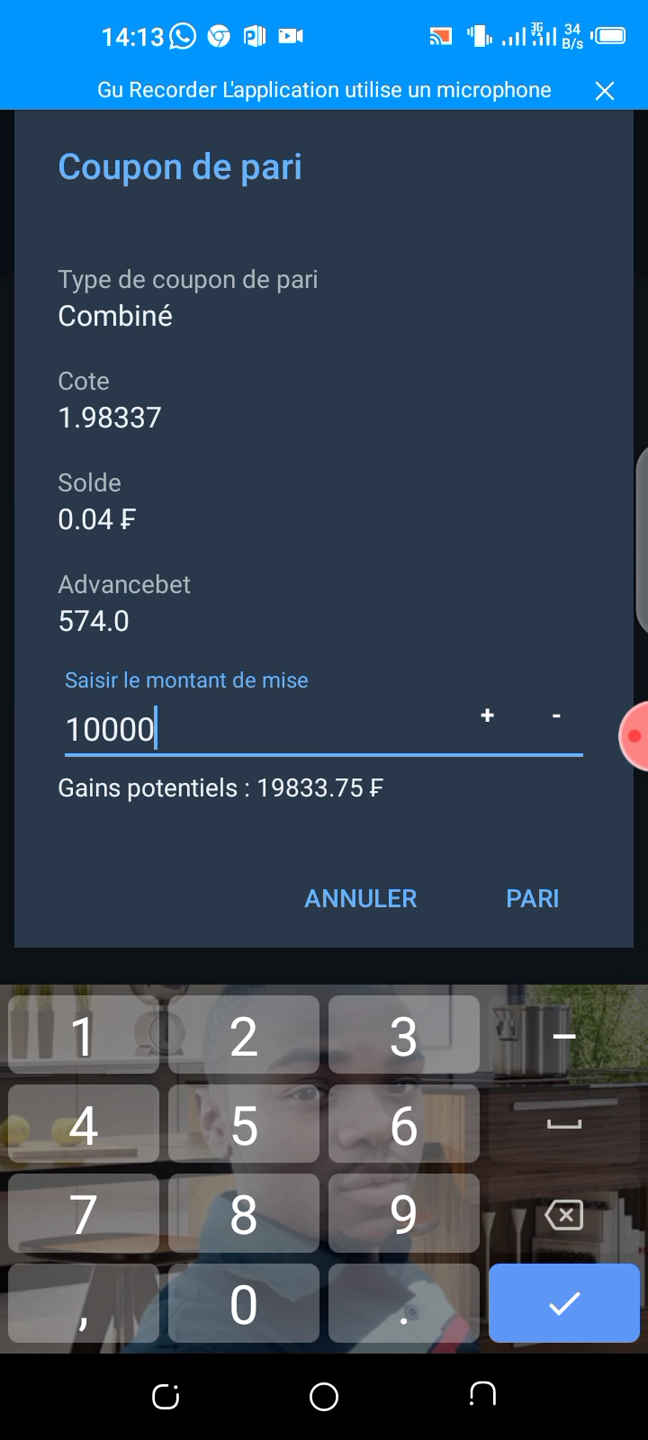 14:13
34
B/s
Gu Recorder L'application utilise un microphone
Coupon de pari
Type de coupon de pari
Combiné
Cote
1.98337
Solde
0.04 ₣
Advancebet
574.0
Saisir le montant de mise
10000 + -
Gains potentiels : 19833.75 ₣
ANNULER PARI
1 2 3 –
4 5 6
7 8 9
, 0 .